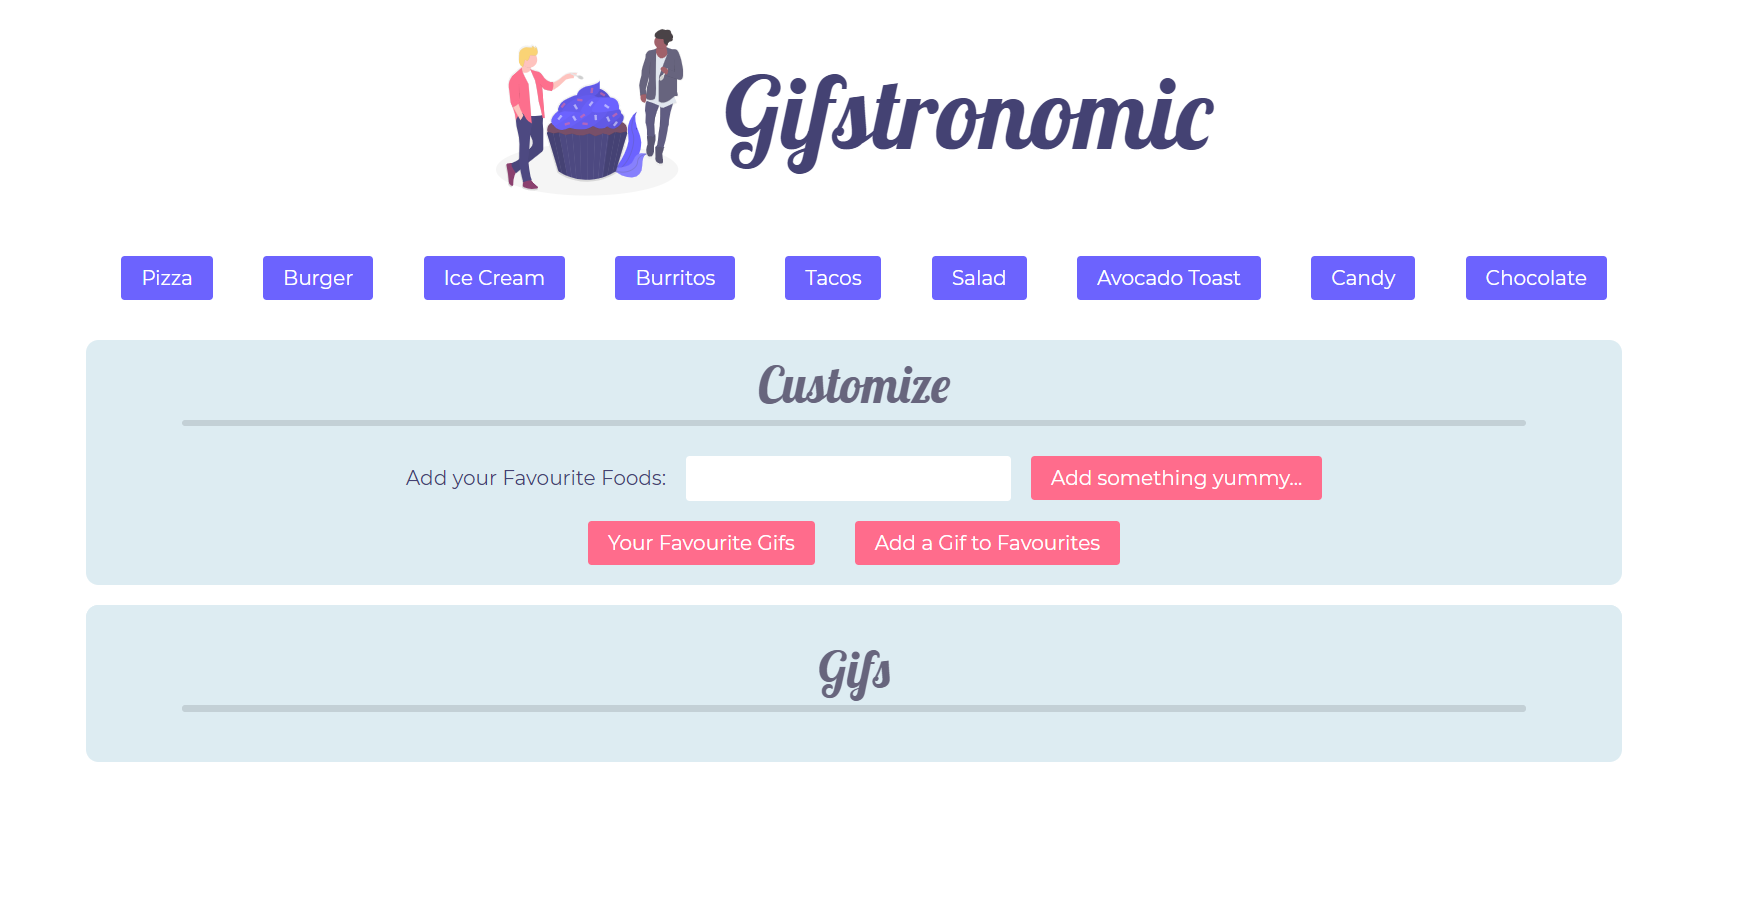 Gifstronomic
Pizza Burger Ice Cream Burritos Tacos Salad Avocado Toast Candy Chocolate
Customize
Add your Favourite Foods: Add something yummy...
Your Favourite Gifs Add a Gif to Favourites
Gifs